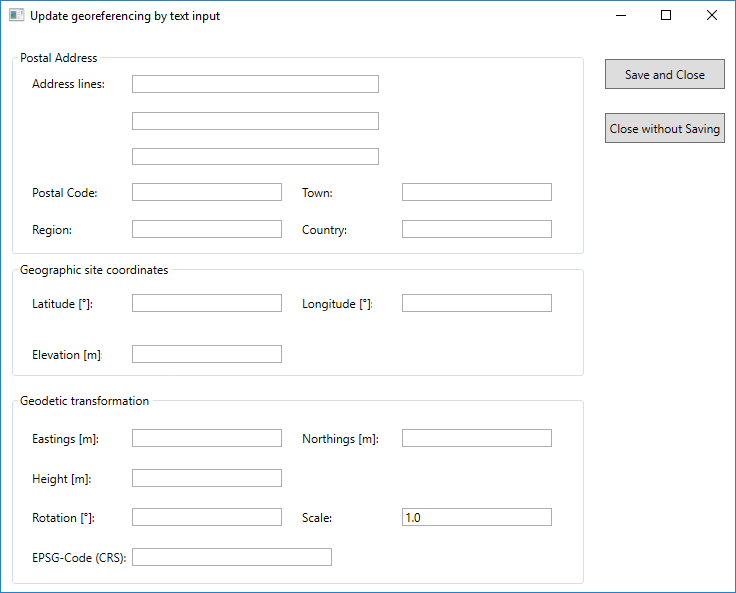 Update georeferencing by text input
Postal Address
Address lines:
Save and Close
Close without Saving
Postal Code: Town:
Region: Country:
Geographic site coordinates
Latitude [°]: Longitude [°]:
Elevation [m]:
Geodetic transformation
Eastings [m]: Northings [m]:
Height [m]:
Rotation [°]: Scale: 1.0
EPSG-Code (CRS):